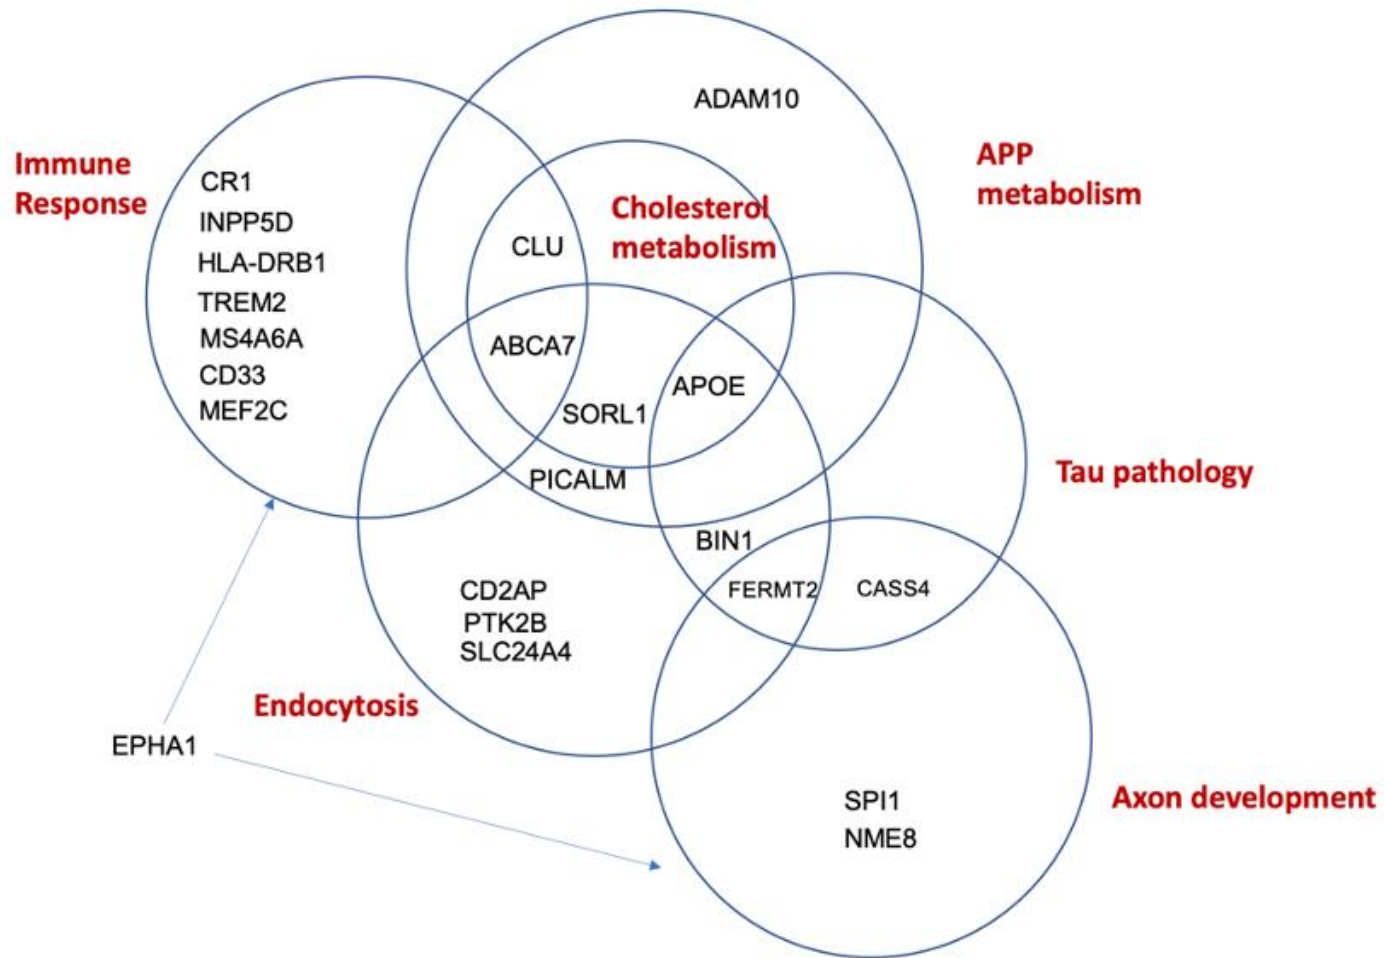 ADAM10
Immune
Response
APP
metabolism
CR1
INPP5D
HLA-DRB1
TREM2
MS4A6A
CD33
MEF2C
Cholesterol
metabolism
CLU
ABCA7
APOE
SORL1
PICALM
Tau pathology
BIN1
FERMT2
CASS4
CD2AP
PTK2B
SLC24A4
Endocytosis
EPHA1
SPI1
NME8
Axon development